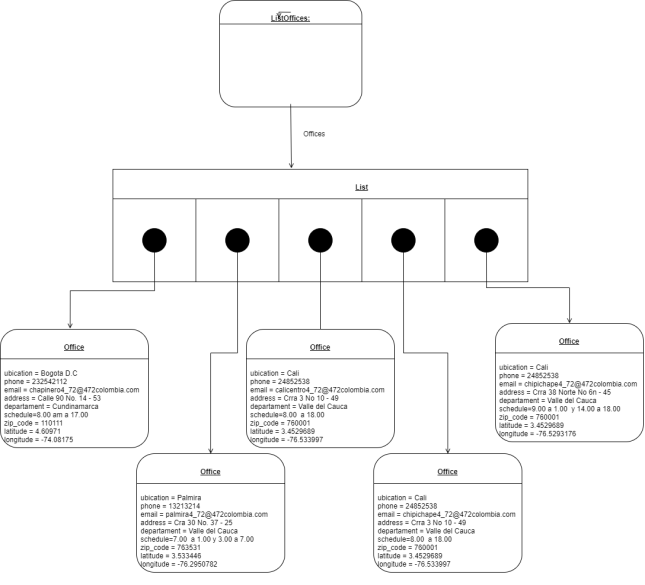 ListOffices:
Offices
List
Office
ubication = Bogota D.C
phone = 232542112
email = chapinero4_72@472colombia.com
address = Calle 90 No. 14 - 53
departament = Cundinamarca
schedule=8.00 am a 17.00
zip_code = 110111
latitude = 4.60971
longitude = -74.08175
Office
ubication = Palmira
phone = 13213214
email = palmira4_72@472colombia.com
address = Cra 30 No. 37 - 25
departament = Valle del Cauca
schedule=7.00 a 1.00 y 3.00 a 7.00
zip_code = 763531
latitude = 3.533446
longitude = -76.2950782
Office
ubication = Cali
phone = 24852538
email = calicentro4_72@472colombia.com
address = Crra 3 No 10 - 49
departament = Valle del Cauca
schedule=8.00 a 18.00
zip_code = 760001
latitude = 3.4529689
longitude = -76.533997
Office
ubication = Cali
phone = 24852538
email = chipichape4_72@472colombia.com
address = Crra 3 No 10 - 49
departament = Valle del Cauca
schedule=8.00 a 18.00
zip_code = 760001
latitude = 3.4529689
longitude = -76.533997
Office
ubication = Cali
phone = 24852538
email = chipichape4_72@472colombia.com
address = Crra 38 Norte No 6n - 45
departament = Valle del Cauca
schedule=9.00 a 1.00 y 14.00 a 18.00
zip_code = 760001
latitude = 3.4529689
longitude = -76.5293176